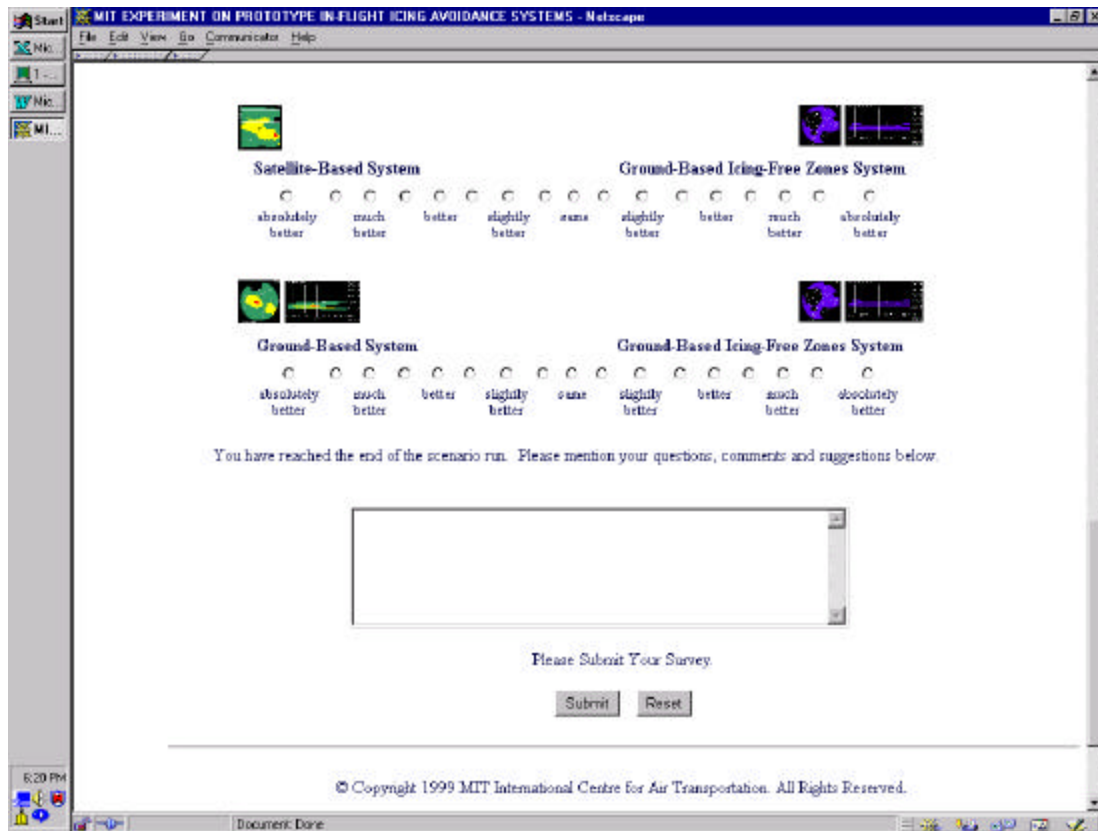 Start
MIT EXPERIMENT ON PROTOTYPE IN-FLIGHT ICING AVOIDANCE SYSTEMS - Netscape
File Edit View Go Communicator Help
Mic...
1 -...
Mic...
MI...
Satellite-Based System Ground-Based Icing-Free Zones System
absolutely much better slightly same slightly better much absolutely
better better better better better better
Ground-Based System Ground-Based Icing-Free Zones System
absolutely much better slightly same slightly better much absolutely
better better better better better better
You have reached the end of the scenario run. Please mention your questions, comments and suggestions below.
Please Submit Your Survey.
Submit Reset
© Copyright 1999 MIT International Centre for Air Transportation. All Rights Reserved.
6:20 PM
Document: Done